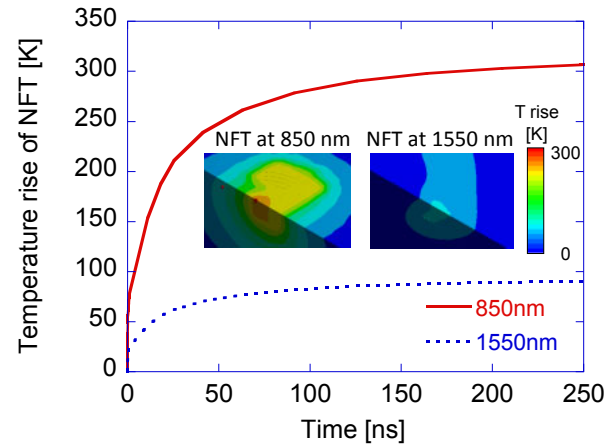 Temperature rise of NFT [K]
350
300
250
200
150
100
50
0
NFT at 850 nm
NFT at 1550 nm
T rise
[K]
300
0
850nm
1550nm
0
50
100
150
200
250
Time [ns]